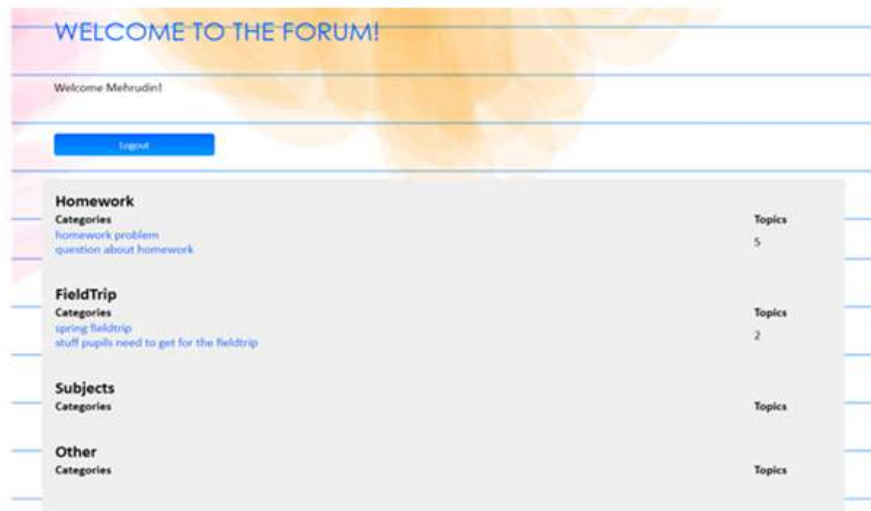 WELCOME TO THE FORUM!
Welcome Mehrudin!
Logout
Homework
Categories Topics
homework problem 5
question about homework
FieldTrip
Categories Topics
spring fieldtrip 2
stuff pupils need to get for the fieldtrip
Subjects
Categories Topics
Other
Categories Topics